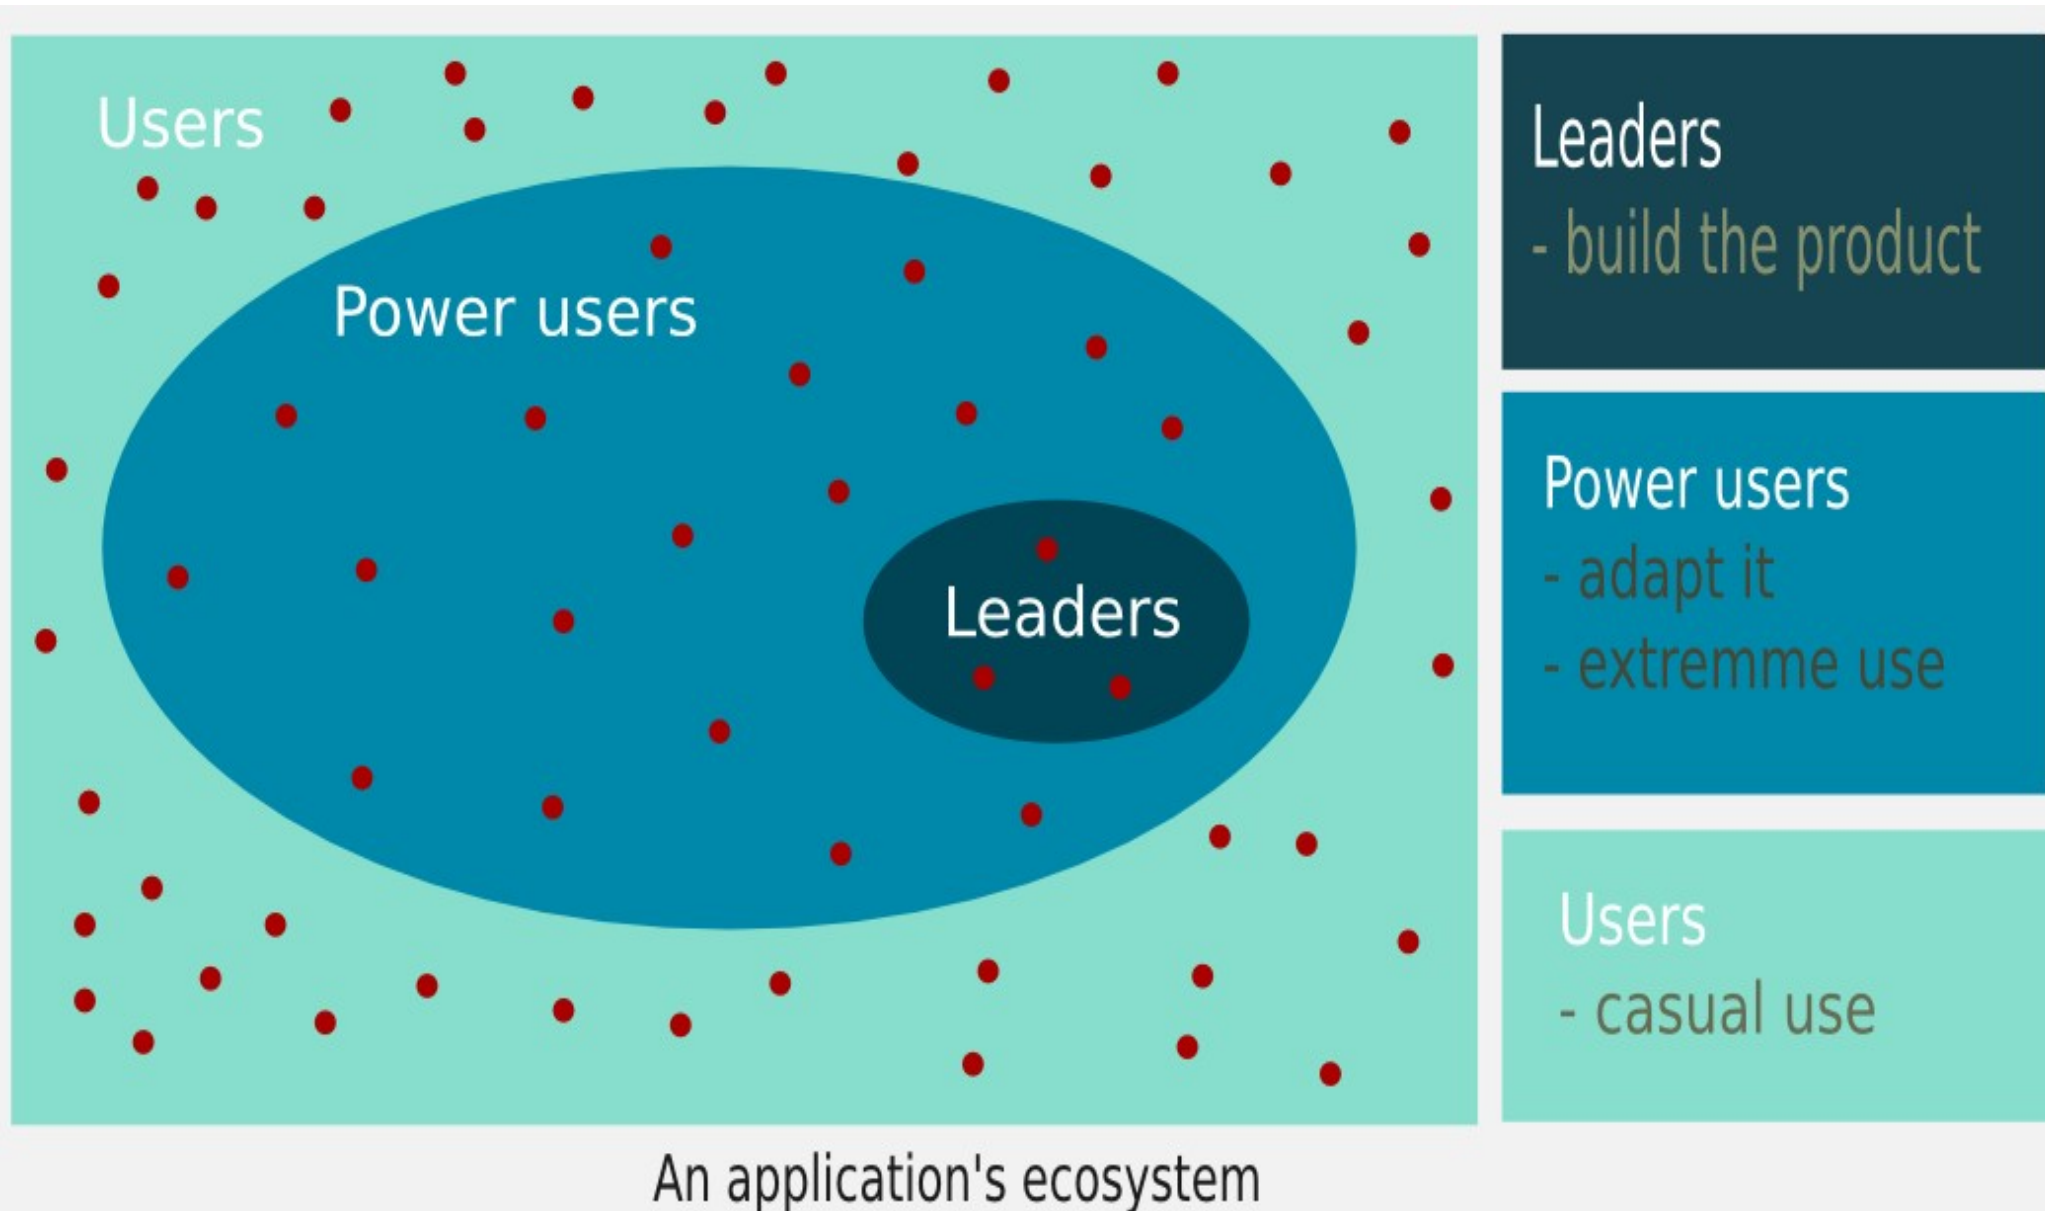 Users
Power users
Leaders
Leaders
- build the product
Power users
- adapt it
- extremme use
Users
- casual use
An application's ecosystem